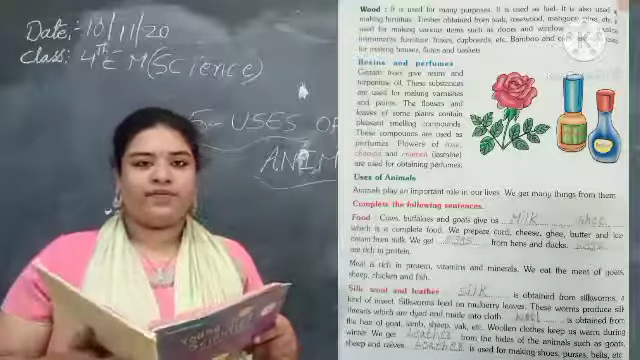 Date:- 10/11/20
Class:- 4th E M (Science)
5. USES OF
ANIM
YOUNG SCIENTIST
Wood : It is used for many purposes. It is used as fuel. It is also used
making furniture. Timber obtained from teak, rosewood, mangoes, pine, etc.
used for making various items such as doors and window
instruments, furniture, boxes, cupboards, etc. Bamboo and
for making houses, flutes and baskets
Resins and perfumes
Certain trees give resins and
turpentine oil. These substances
are used for making varnishes
and paints. The flowers and
leaves of some plants contain
pleasant smelling compounds.
These compounds are used as
perfumes. Flowers of rose,
champa and (jasmine)
are used for obtaining perfumes.
Uses of Animals
Animals play an important role in our lives. We get many things from them
Complete the following sentences.
Food : Cows, buffaloes and goats give us MILK Ghee
which is a complete food. We prepare curd, cheese, ghee, butter and ice
cream from milk. We get eggs from hens and ducks.
are rich in protein.
Meat is rich in protein, vitamins and minerals. We eat the meat of goats,
sheep, chicken and fish.
Silk wool and leather : SILK is obtained from silkworms, a
kind of insect. Silkworms feed on mulberry leaves. These worms produce silk
threads which are dyed and made into cloth. Wool is obtained from
the hair of goat, lamb, sheep, yak, etc. Woollen clothes keep us warm during
winter. We get leather from the hides of the animals such as goats,
sheep and calves. Leather is used for making shoes, purses, belts, etc